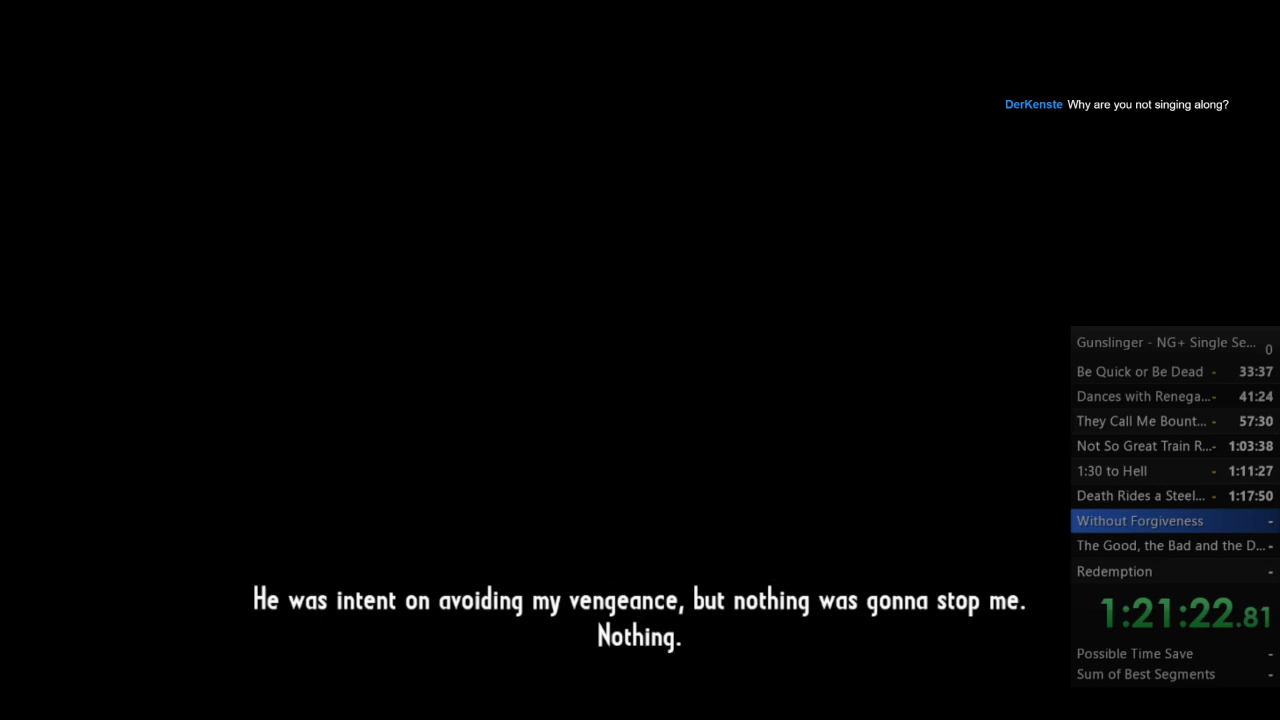 DerKenste Why are you not singing along?
Gunslinger - NG+ Single Se... 0
Be Quick or Be Dead - 33:37
Dances with Renega...- 41:24
They Call Me Bount... - 57:30
Not So Great Train R...- 1:03:38
1:30 to Hell - 1:11:27
Death Rides a Steel... - 1:17:50
Without Forgiveness -
The Good, the Bad and the D... -
Redemption -
He was intent on avoiding my vengeance, but nothing was gonna stop me.
Nothing.
1:21:22.81
Possible Time Save -
Sum of Best Segments -